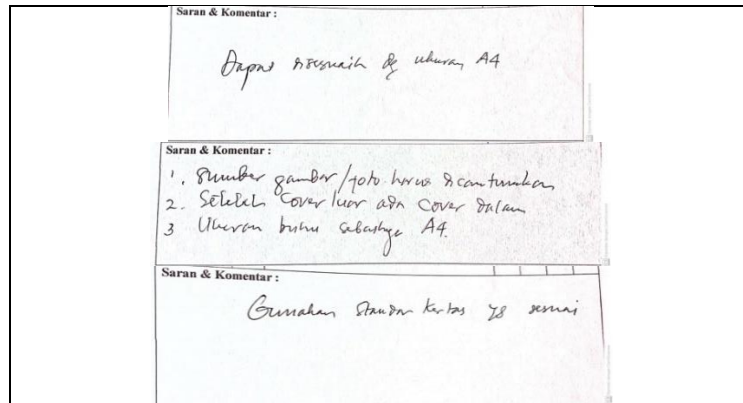 Saran & Komentar :
Dapat disesuaik dg ukuran A4
Saran & Komentar :
1. Sumber gambar/foto harus dicantumkan
2. Setelah cover luar ada cover dalam
3 Ukuran buku sebaiknya A4.
Saran & Komentar :
Gunakan standar kertas yg sesuai